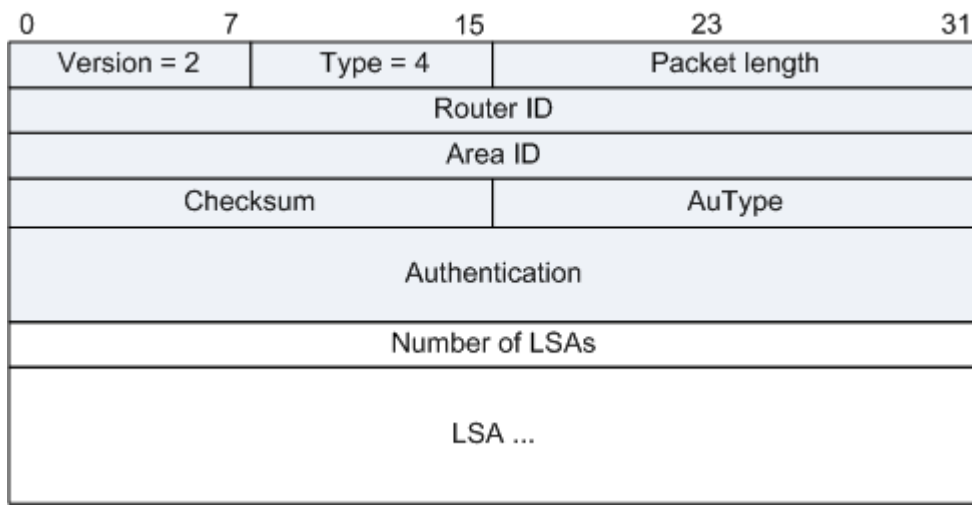 0 7 15 23 31
Version = 2 Type = 4 Packet length
Router ID
Area ID
Checksum AuType
Authentication
Number of LSAs
LSA ...